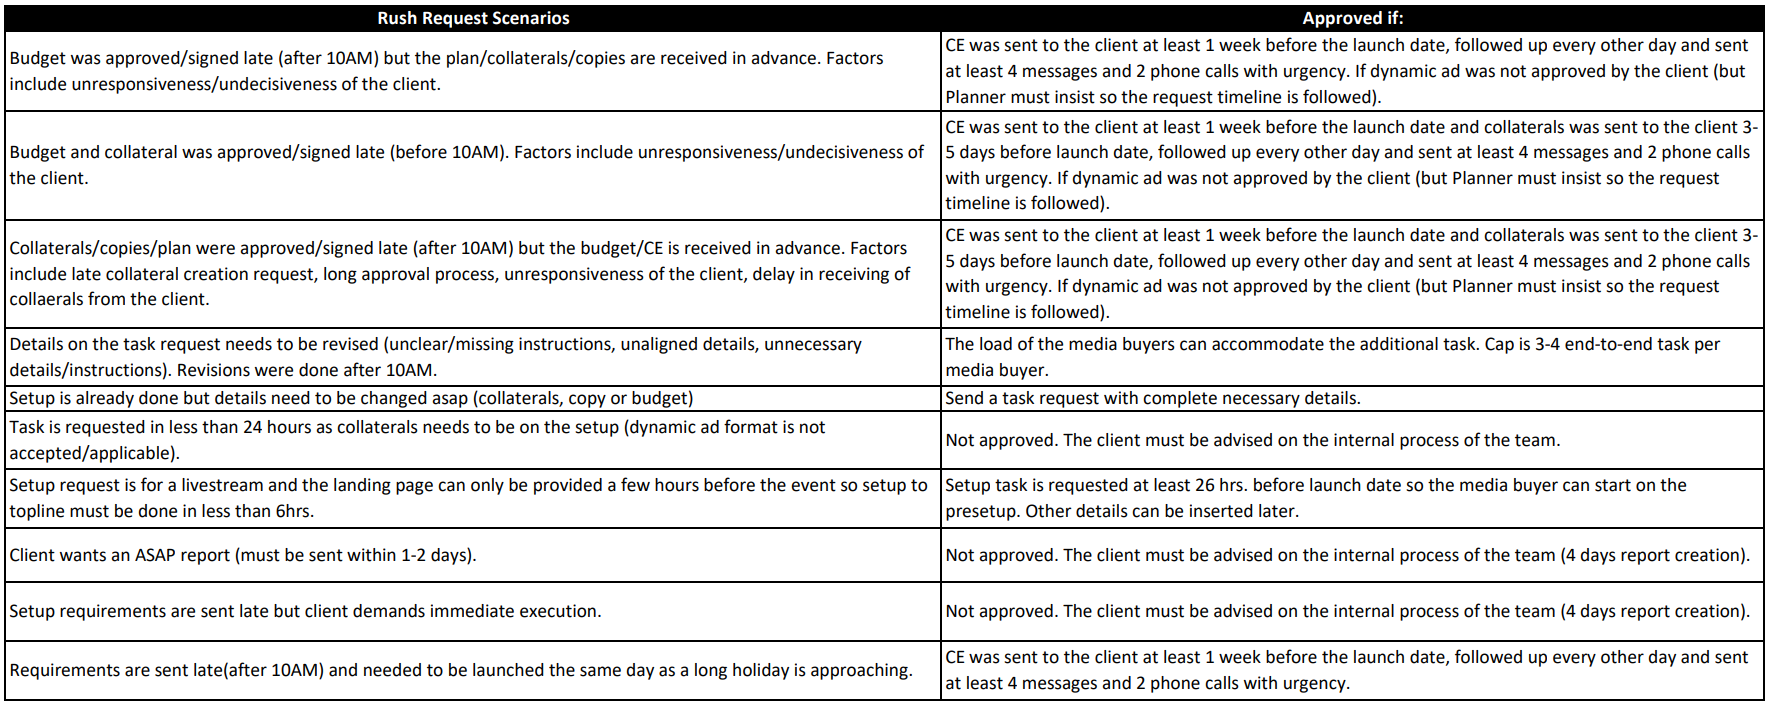 Rush Request Scenarios
Approved if:
Budget was approved/signed late (after 10AM) but the plan/collaterals/copies are received in advance. Factors
include unresponsiveness/undecisiveness of the client.
CE was sent to the client at least 1 week before the launch date, followed up every other day and sent
at least 4 messages and 2 phone calls with urgency. If dynamic ad was not approved by the client (but
Planner must insist so the request timeline is followed).
Budget and collateral was approved/signed late (before 10AM). Factors include unresponsiveness/undecisiveness of
the client.
CE was sent to the client at least 1 week before the launch date and collaterals was sent to the client 3-
5 days before launch date, followed up every other day and sent at least 4 messages and 2 phone calls
with urgency. If dynamic ad was not approved by the client (but Planner must insist so the request
timeline is followed).
Collaterals/copies/plan were approved/signed late (after 10AM) but the budget/CE is received in advance. Factors
include late collateral creation request, long approval process, unresponsiveness of the client, delay in receiving of
collaerals from the client.
CE was sent to the client at least 1 week before the launch date and collaterals was sent to the client 3-
5 days before launch date, followed up every other day and sent at least 4 messages and 2 phone calls
with urgency. If dynamic ad was not approved by the client (but Planner must insist so the request
timeline is followed).
Details on the task request needs to be revised (unclear/missing instructions, unaligned details, unnecessary
details/instructions). Revisions were done after 10AM.
The load of the media buyers can accommodate the additional task. Cap is 3-4 end-to-end task per
media buyer.
Setup is already done but details need to be changed asap (collaterals, copy or budget)
Send a task request with complete necessary details.
Task is requested in less than 24 hours as collaterals needs to be on the setup (dynamic ad format is not
accepted/applicable).
Not approved. The client must be advised on the internal process of the team.
Setup request is for a livestream and the landing page can only be provided a few hours before the event so setup to
topline must be done in less than 6hrs.
Setup task is requested at least 26 hrs. before launch date so the media buyer can start on the
presetup. Other details can be inserted later.
Client wants an ASAP report (must be sent within 1-2 days).
Not approved. The client must be advised on the internal process of the team (4 days report creation).
Setup requirements are sent late but client demands immediate execution.
Not approved. The client must be advised on the internal process of the team (4 days report creation).
Requirements are sent late(after 10AM) and needed to be launched the same day as a long holiday is approaching.
CE was sent to the client at least 1 week before the launch date, followed up every other day and sent
at least 4 messages and 2 phone calls with urgency.